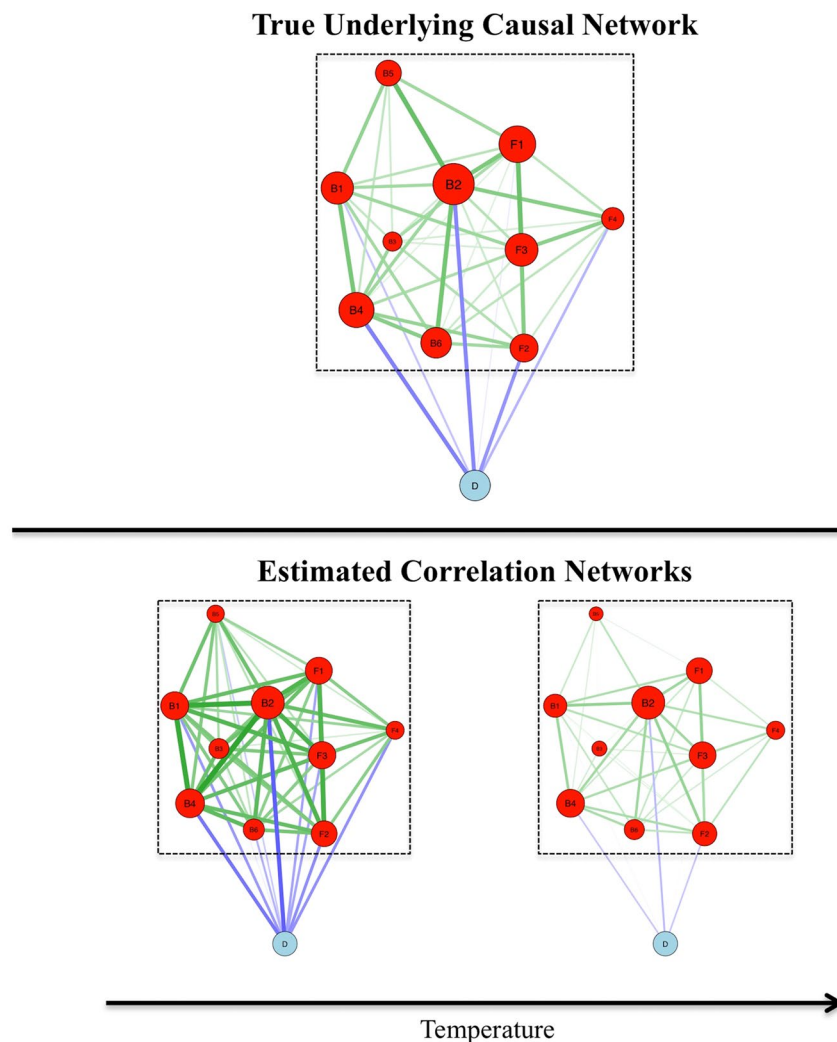 True Underlying Causal Network
B5
F1
B2
B1
F4
B3
F3
B4
B6
F2
D
Estimated Correlation Networks
B5
F1
B2
B1
F4
B3
F3
B4
B6
F2
D
B5
F1
B2
B1
F4
B3
F3
B4
B6
F2
D
Temperature